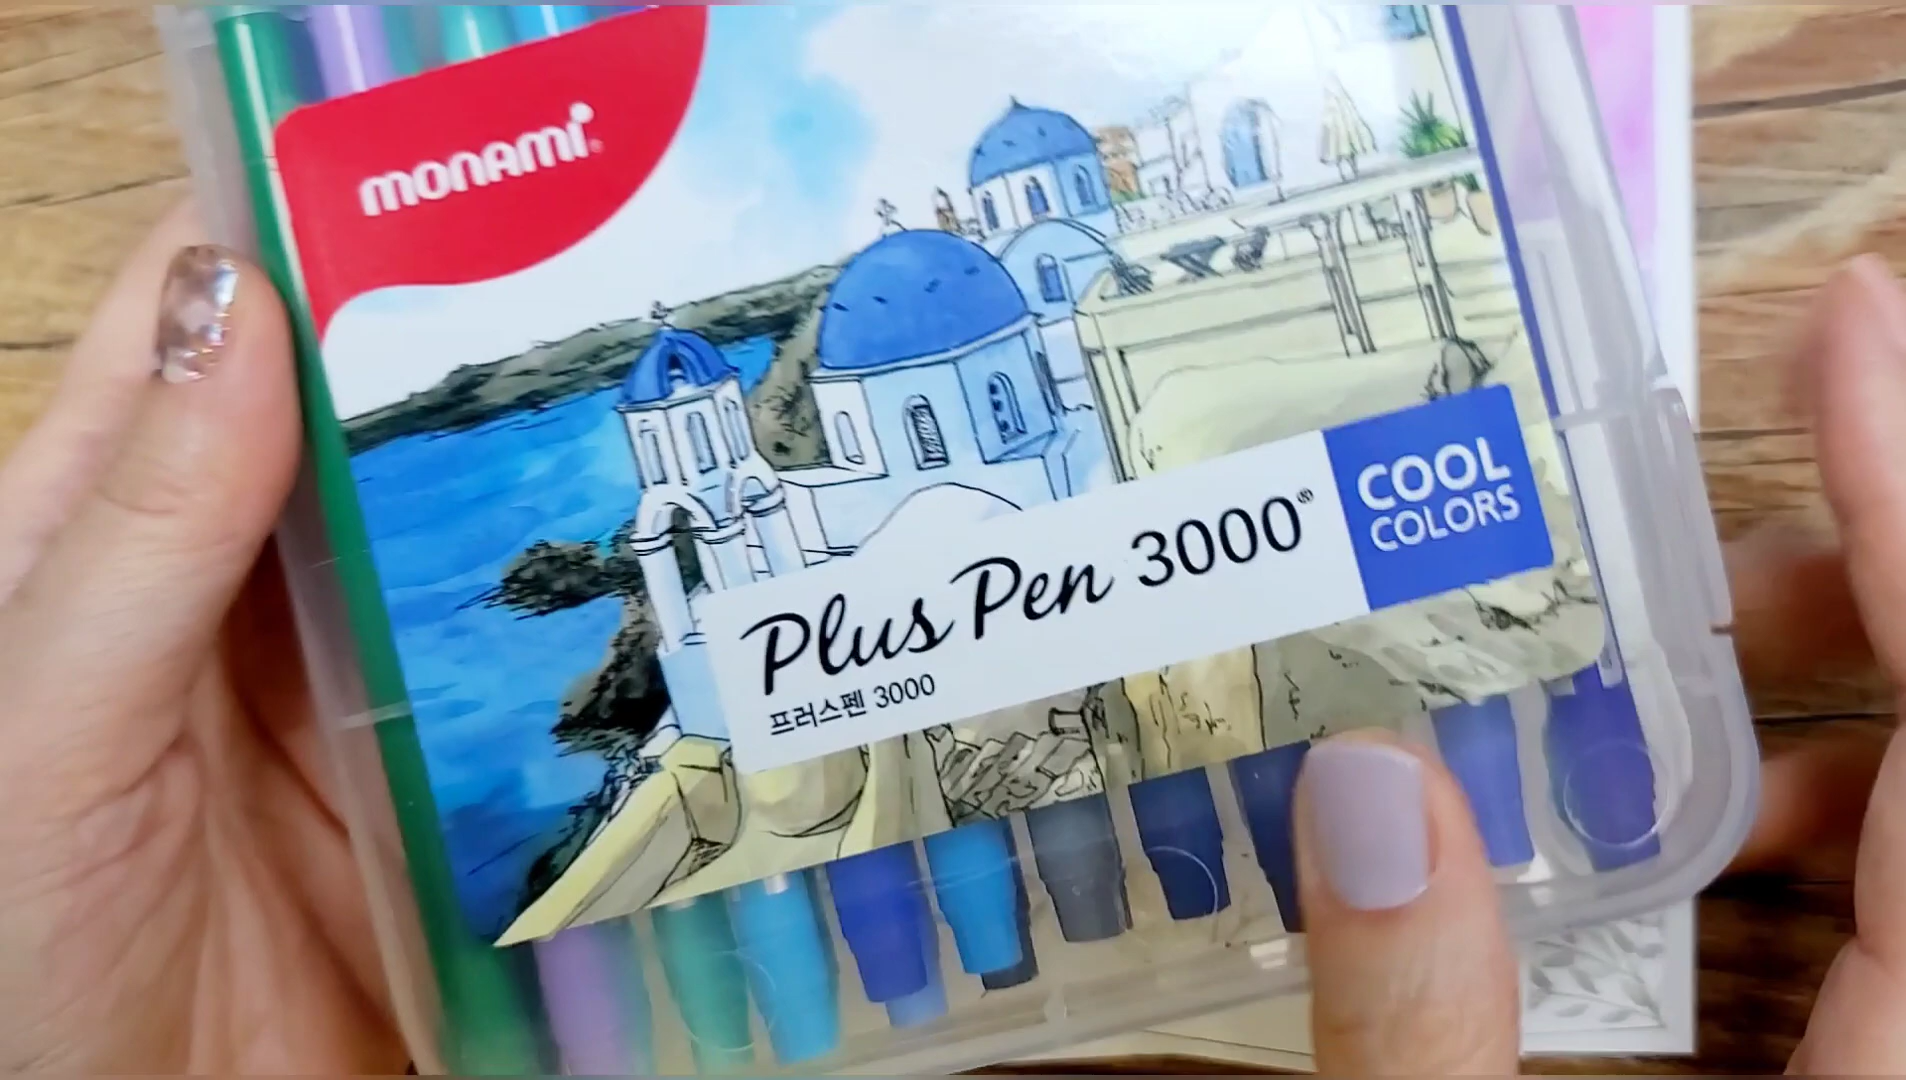 monami®
Plus Pen 3000®
프러스펜 3000
COOL
COLORS